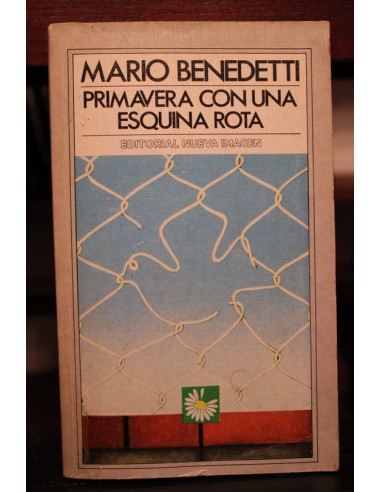 MARIO BENEDETTI
PRIMAVERA CON UNA
ESQUINA ROTA
EDITORIAL NUEVA IMAGEN